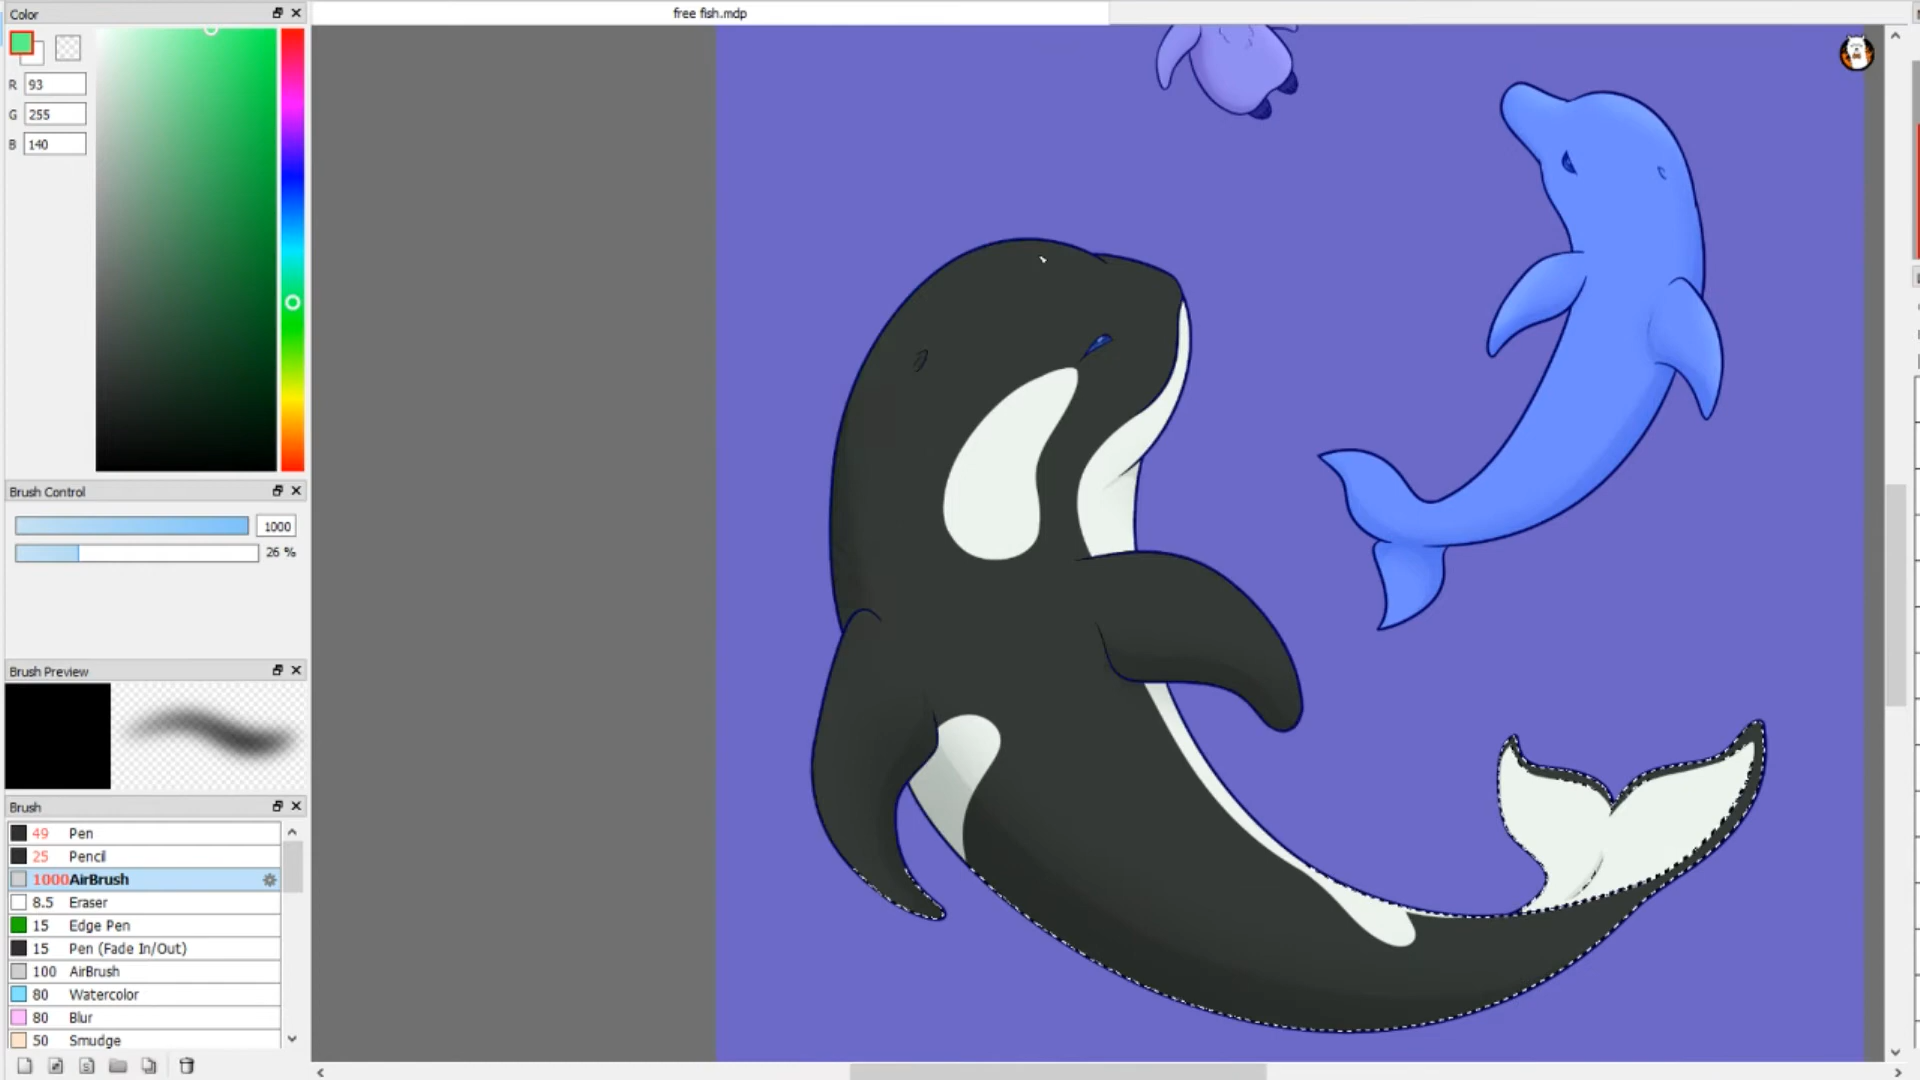 Color
free fish.mdp
R 93
G 255
B 140
Brush Control
1000
26 %
Brush Preview
Brush
49 Pen
25 Pencil
1000 AirBrush
8.5 Eraser
15 Edge Pen
15 Pen (Fade In/Out)
100 AirBrush
80 Watercolor
80 Blur
50 Smudge